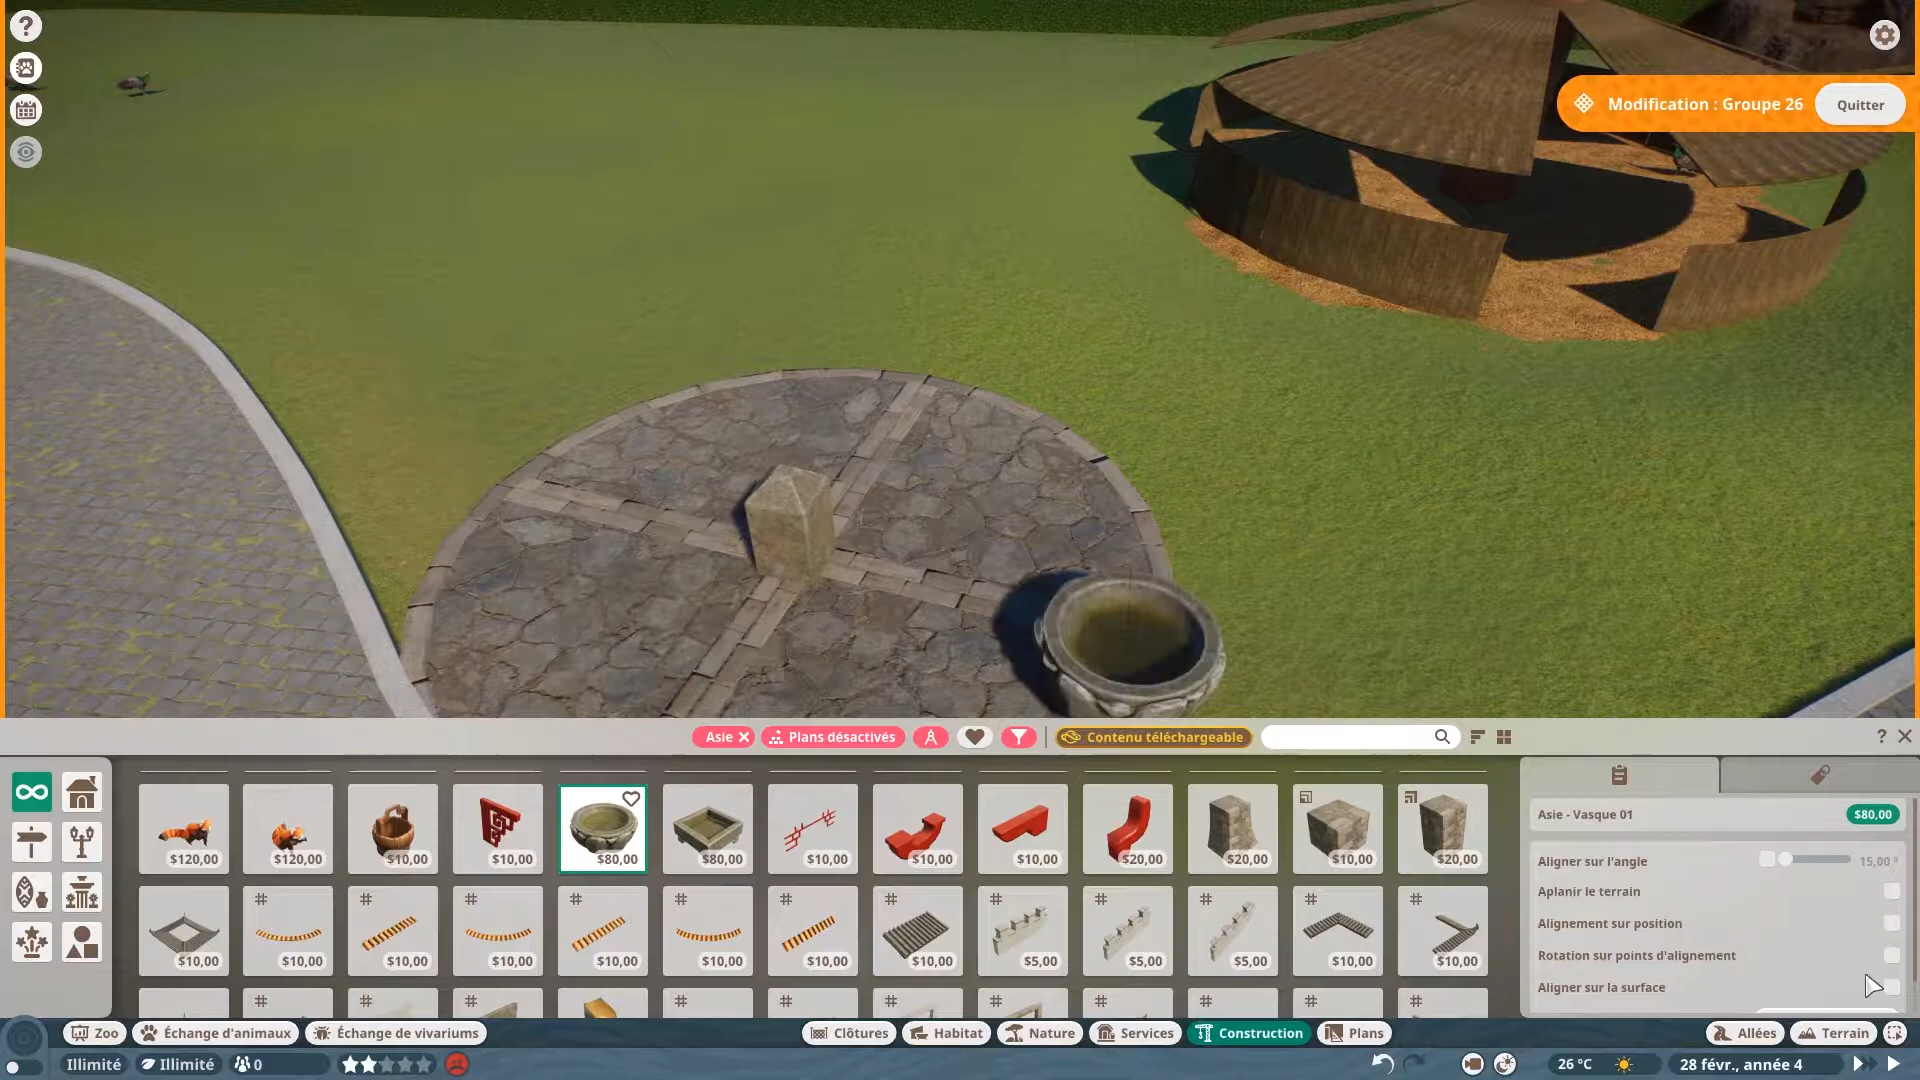 Modification : Groupe 26
Quitter
Asie
Plans désactivés
Contenu téléchargeable
?
$120,00 $120,00 $10,00 $10,00 $80,00 $80,00 $10,00 $10,00 $10,00 $20,00 $20,00 $10,00 $20,00
$10,00 $10,00 $10,00 $10,00 $10,00 $10,00 $10,00 $10,00 $5,00 $5,00 $5,00 $10,00 $10,00
Asie - Vasque 01 $80,00
Aligner sur l'angle 15,00 °
Aplanir le terrain
Alignement sur position
Rotation sur points d'alignement
Aligner sur la surface
Zoo Échange d'animaux Échange de vivariums Clôtures Habitat Nature Services Construction Plans Allées Terrain
Illimité Illimité 0 26 °C 28 févr., année 4